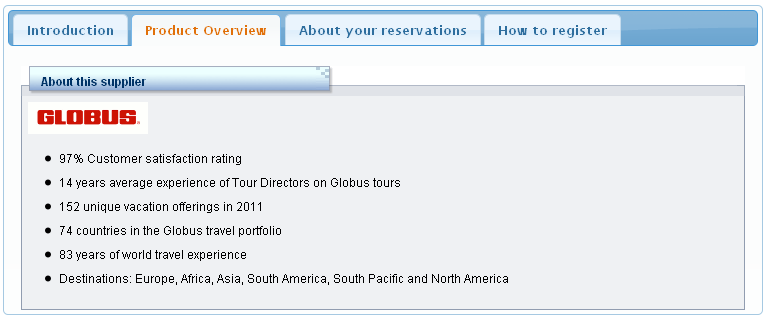 Introduction Product Overview About your reservations How to register
About this supplier
GLOBUS.
97% Customer satisfaction rating
14 years average experience of Tour Directors on Globus tours
152 unique vacation offerings in 2011
74 countries in the Globus travel portfolio
83 years of world travel experience
Destinations: Europe, Africa, Asia, South America, South Pacific and North America